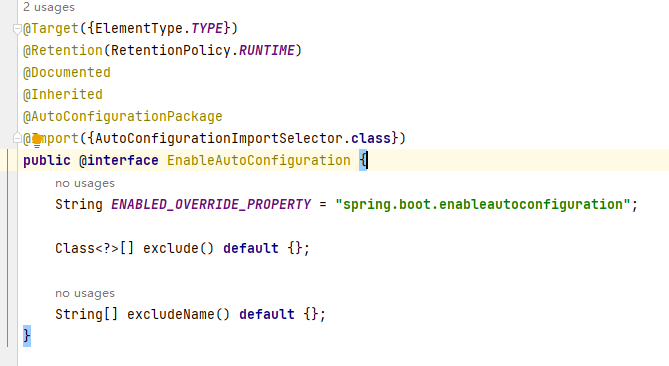 2 usages
@Target({ElementType.TYPE})
@Retention(RetentionPolicy.RUNTIME)
@Documented
@Inherited
@AutoConfigurationPackage
@Import({AutoConfigurationImportSelector.class})
public @interface EnableAutoConfiguration {
no usages
String ENABLED_OVERRIDE_PROPERTY = "spring.boot.enableautoconfiguration";
Class<?>[] exclude() default {};
no usages
String[] excludeName() default {};
}